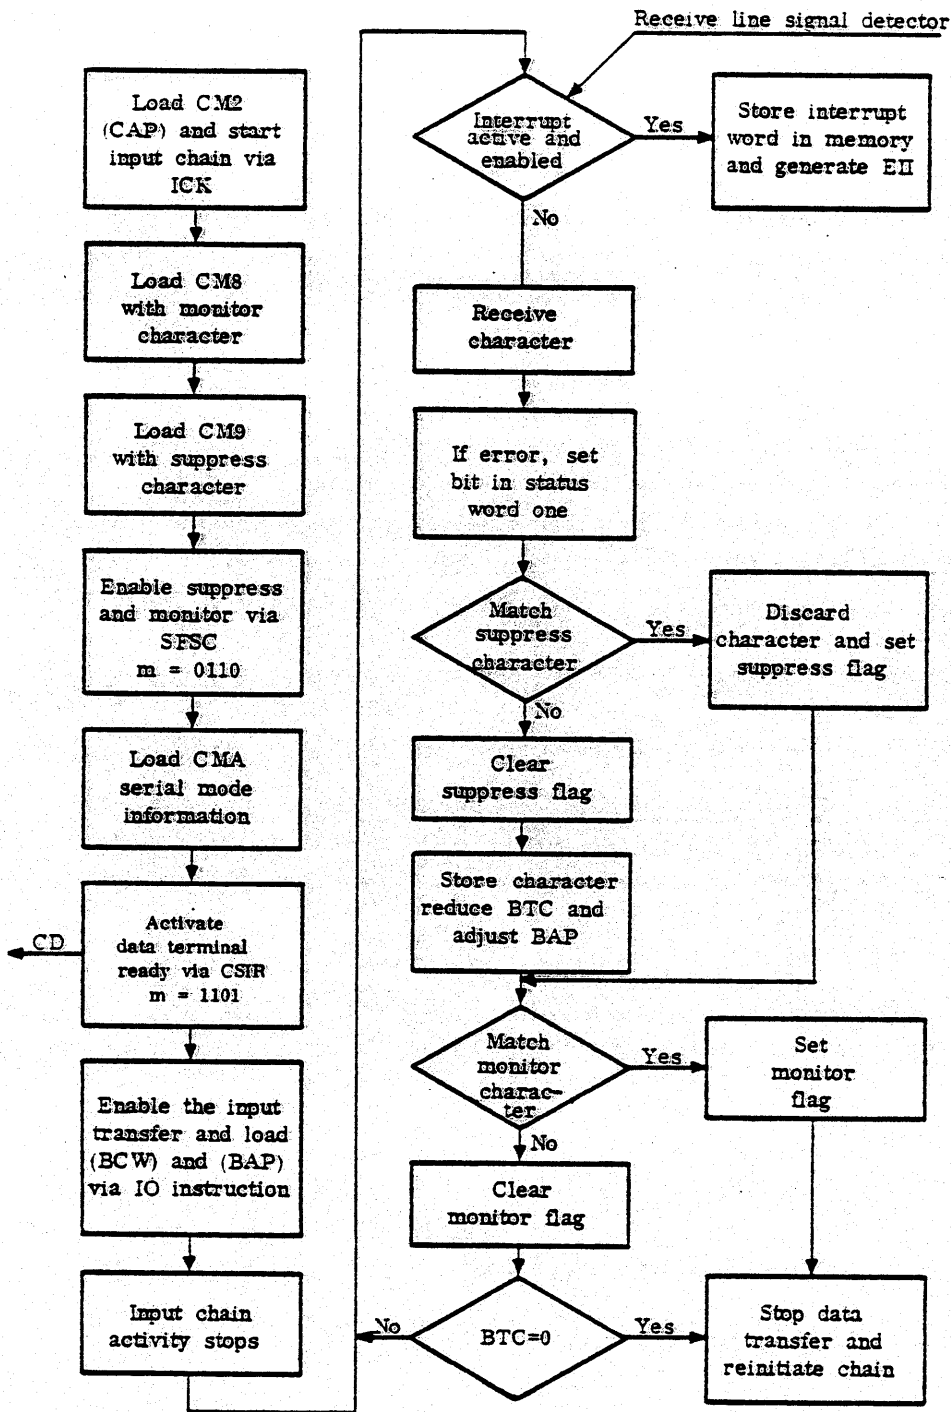 Receive line signal detector
Load CM2
(CAP) and start
input chain via
ICK
Load CM8
with monitor
character
Load CM9
with suppress
character
Enable suppress
and monitor via
SFSC
m = 0110
Load CMA
serial mode
information
Activate
data terminal
ready via CSIR
m = 1101
CD
Enable the input
transfer and load
(BCW) and (BAP)
via IO instruction
Input chain
activity stops
Interrupt
active and
enabled
Yes
Store interrupt
word in memory
and generate EII
No
Receive
character
If error, set
bit in status
word one
Match
suppress
character
Yes
Discard
character and set
suppress flag
No
Clear
suppress flag
Store character
reduce BTC and
adjust BAP
Match
monitor
charac-
ter
Yes
Set
monitor
flag
No
Clear
monitor flag
No
BTC=0
Yes
Stop data
transfer and
reinitiate chain